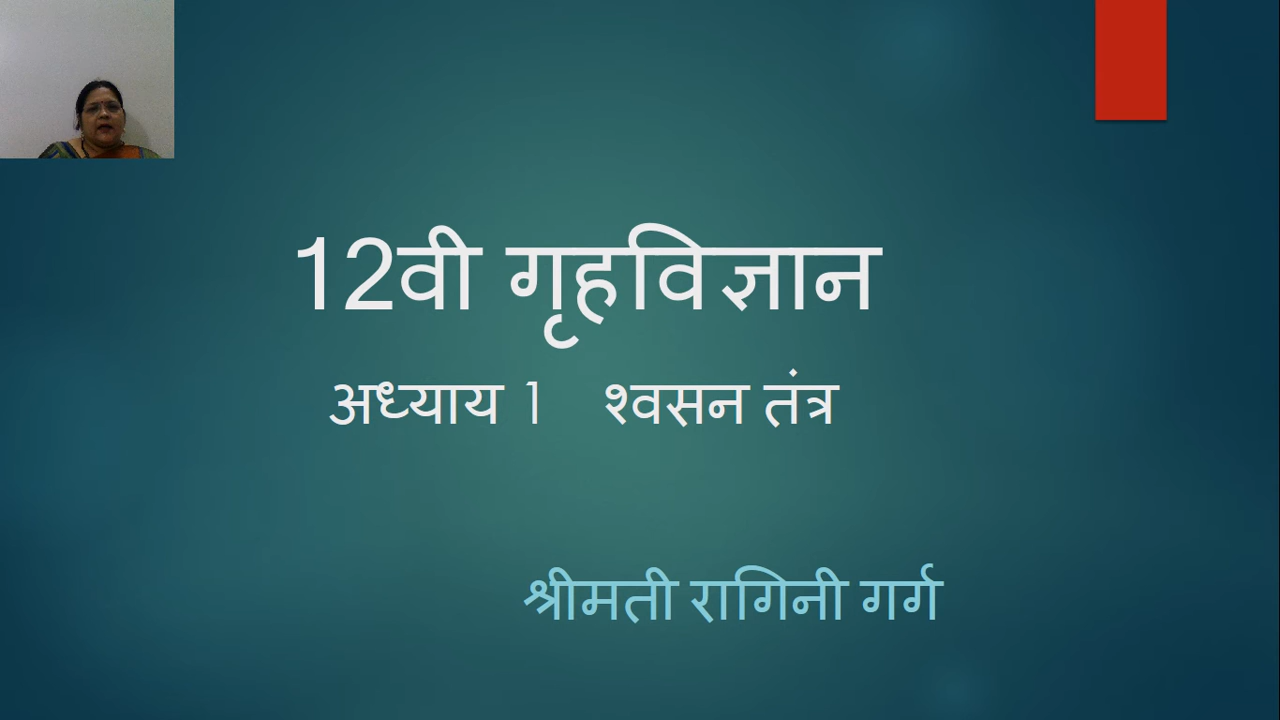 12वी गृहविज्ञान
अध्याय 1 श्वसन तंत्र
श्रीमती रागिनी गर्ग